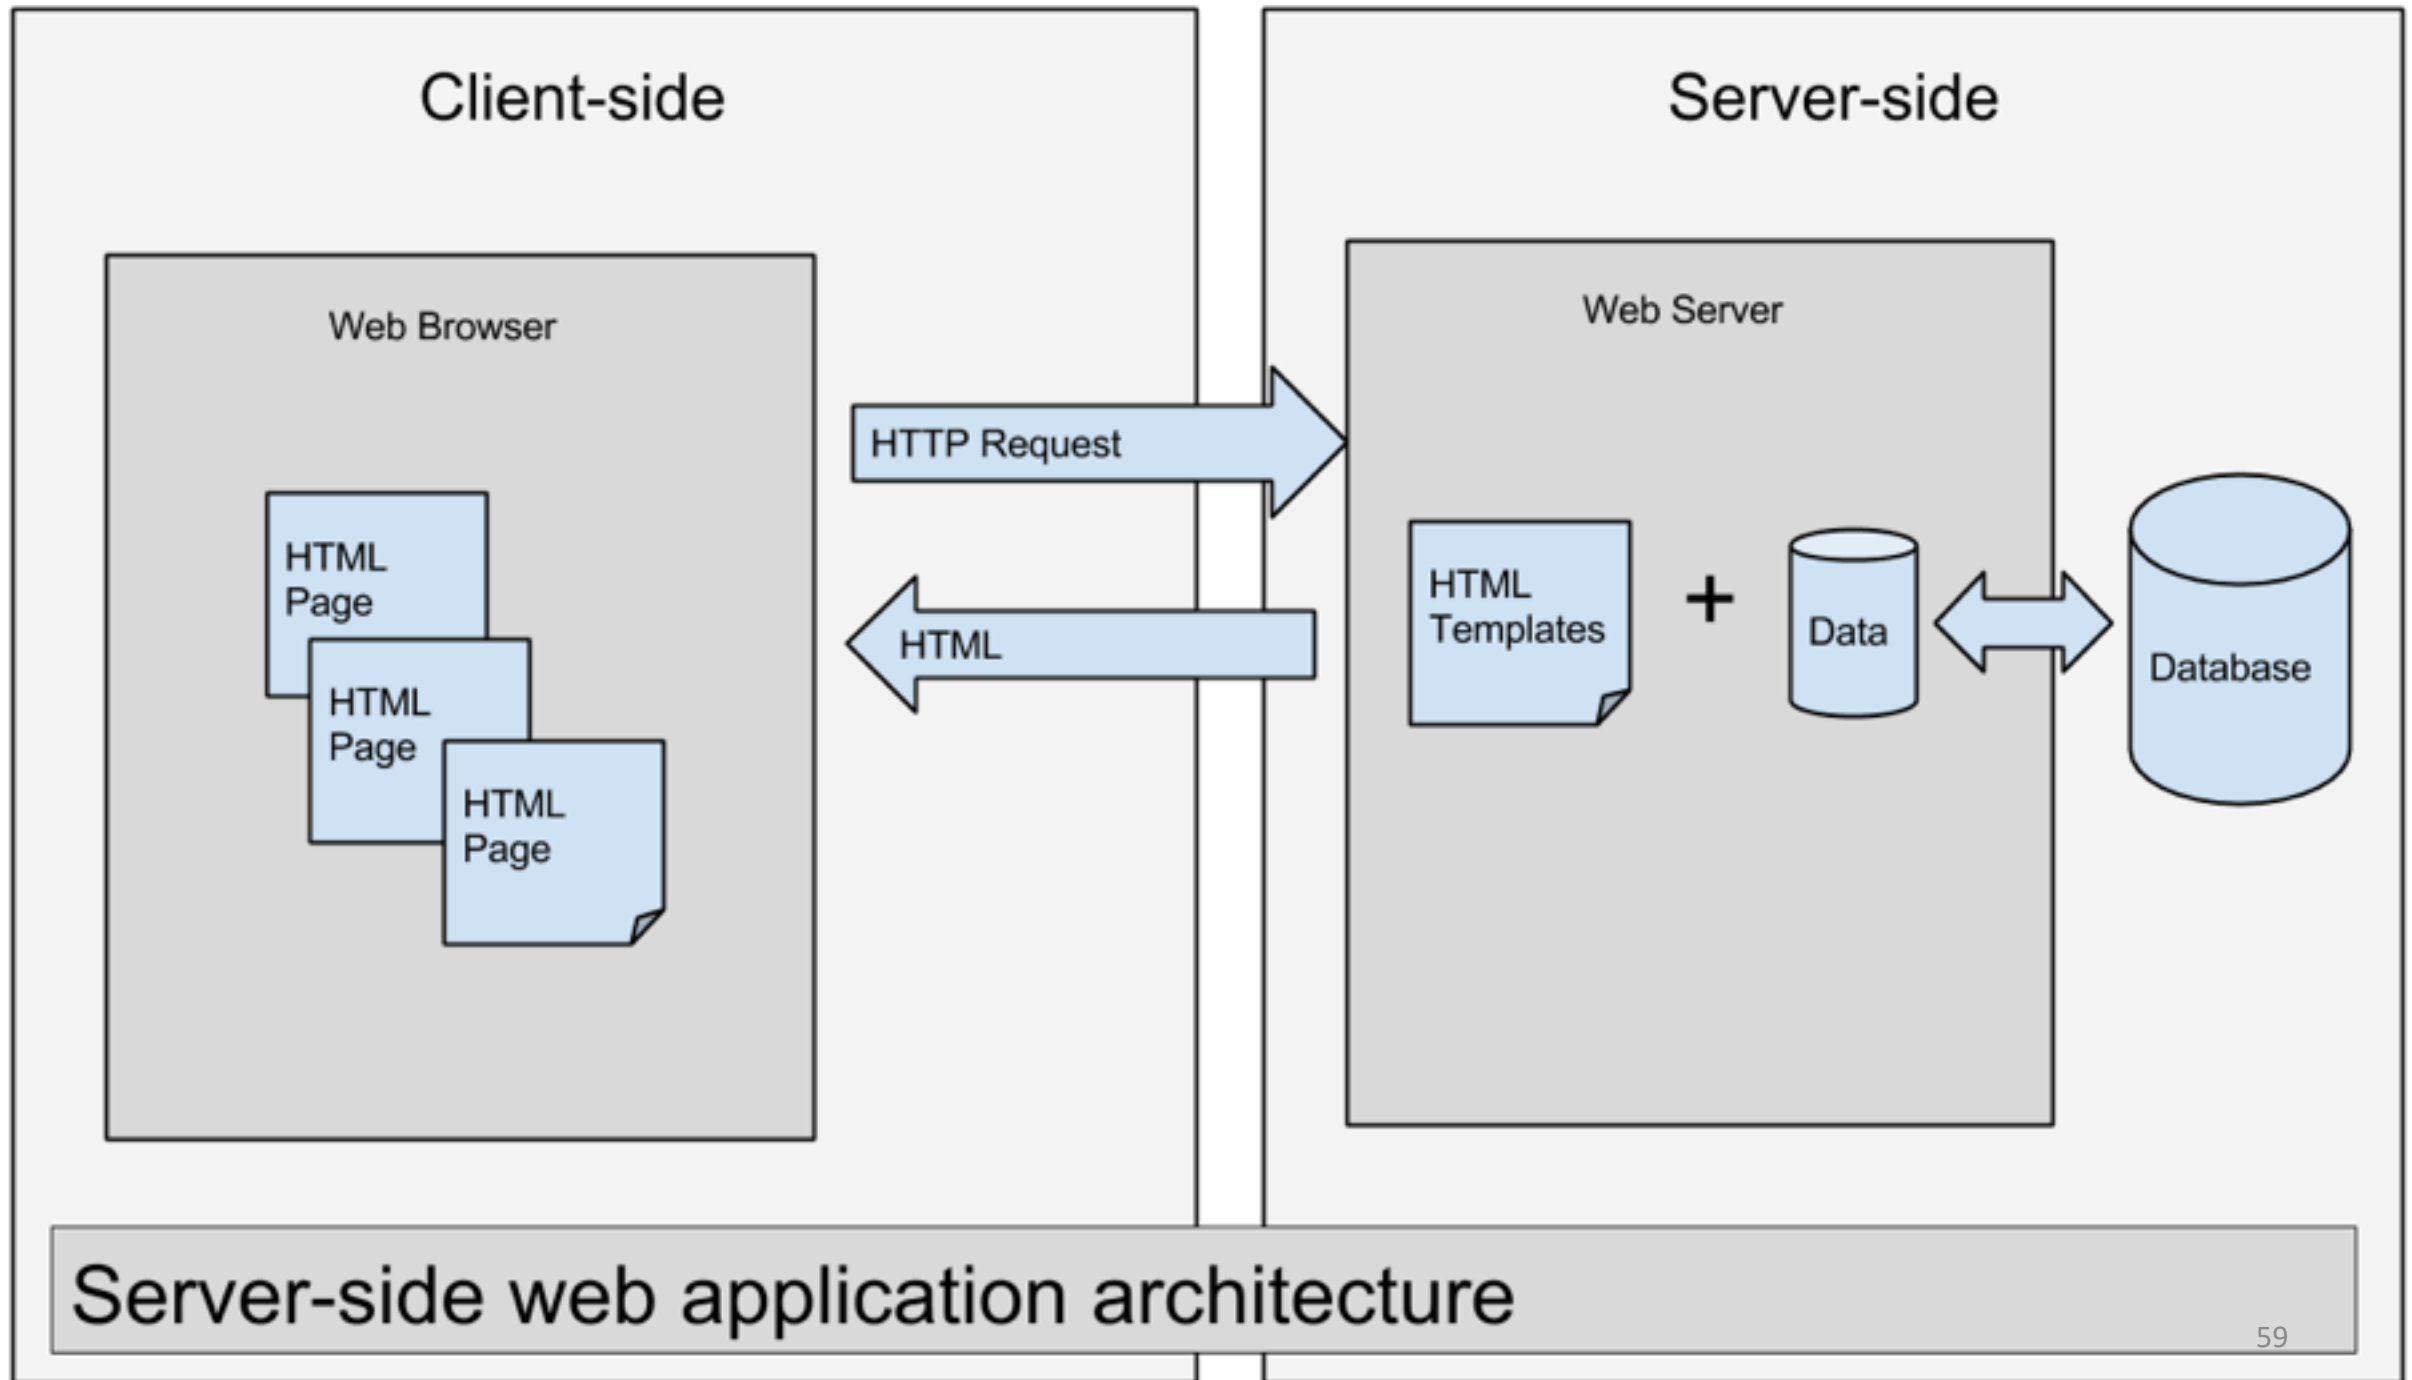 Client-side
Server-side
Web Browser
Web Server
HTTP Request
HTML
HTML
Page
HTML
Page
HTML
Page
HTML
Templates
+
Data
Database
Server-side web application architecture
59